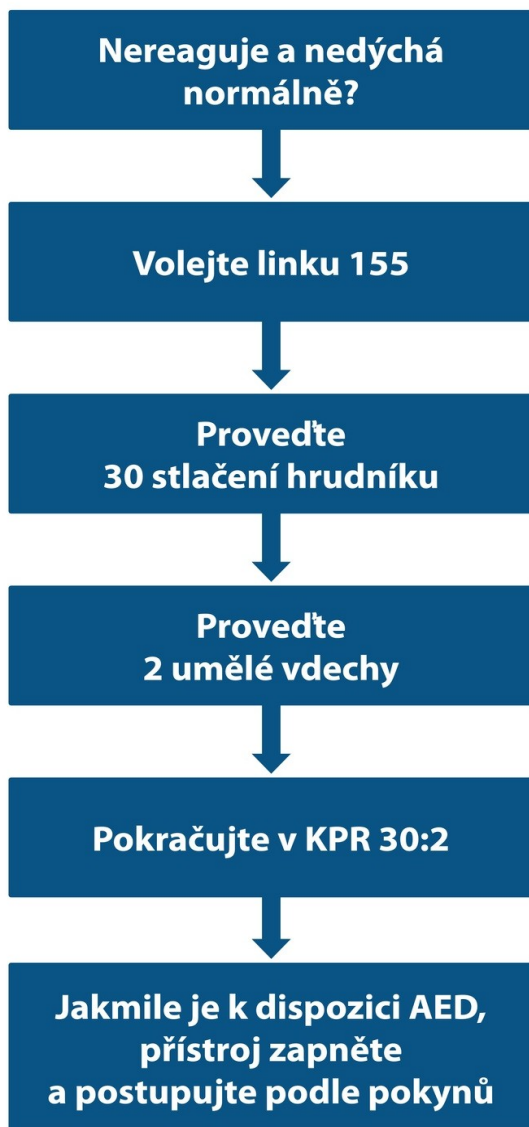 Nereaguje a nedýchá
normálně?
Volejte linku 155
Proveďte
30 stlačení hrudníku
Proveďte
2 umělé vdechy
Pokračujte v KPR 30:2
Jakmile je k dispozici AED,
přístroj zapněte
a postupujte podle pokynů